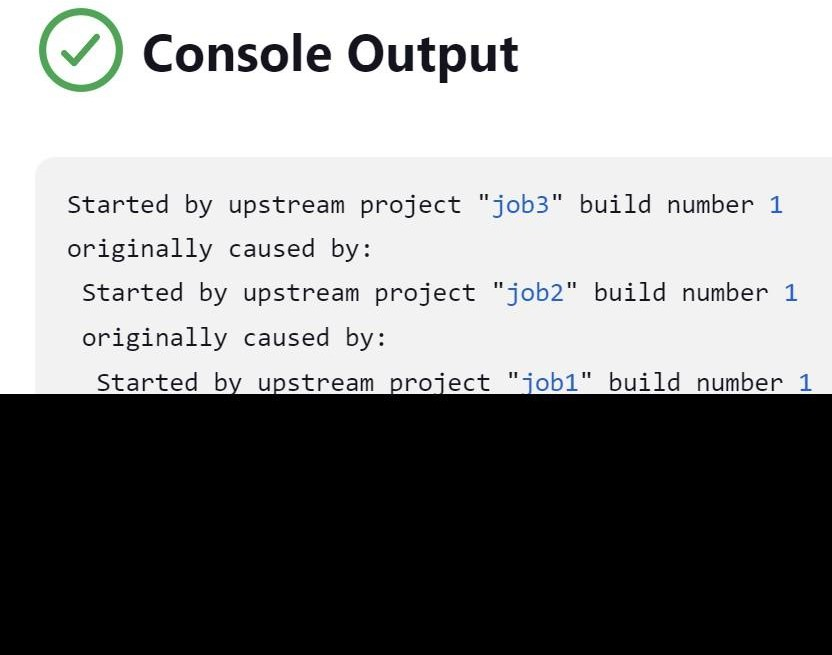 Console Output
Started by upstream project "job3" build number 1
originally caused by:
Started by upstream project "job2" build number 1
originally caused by:
Started by upstream project "job1" build number 1